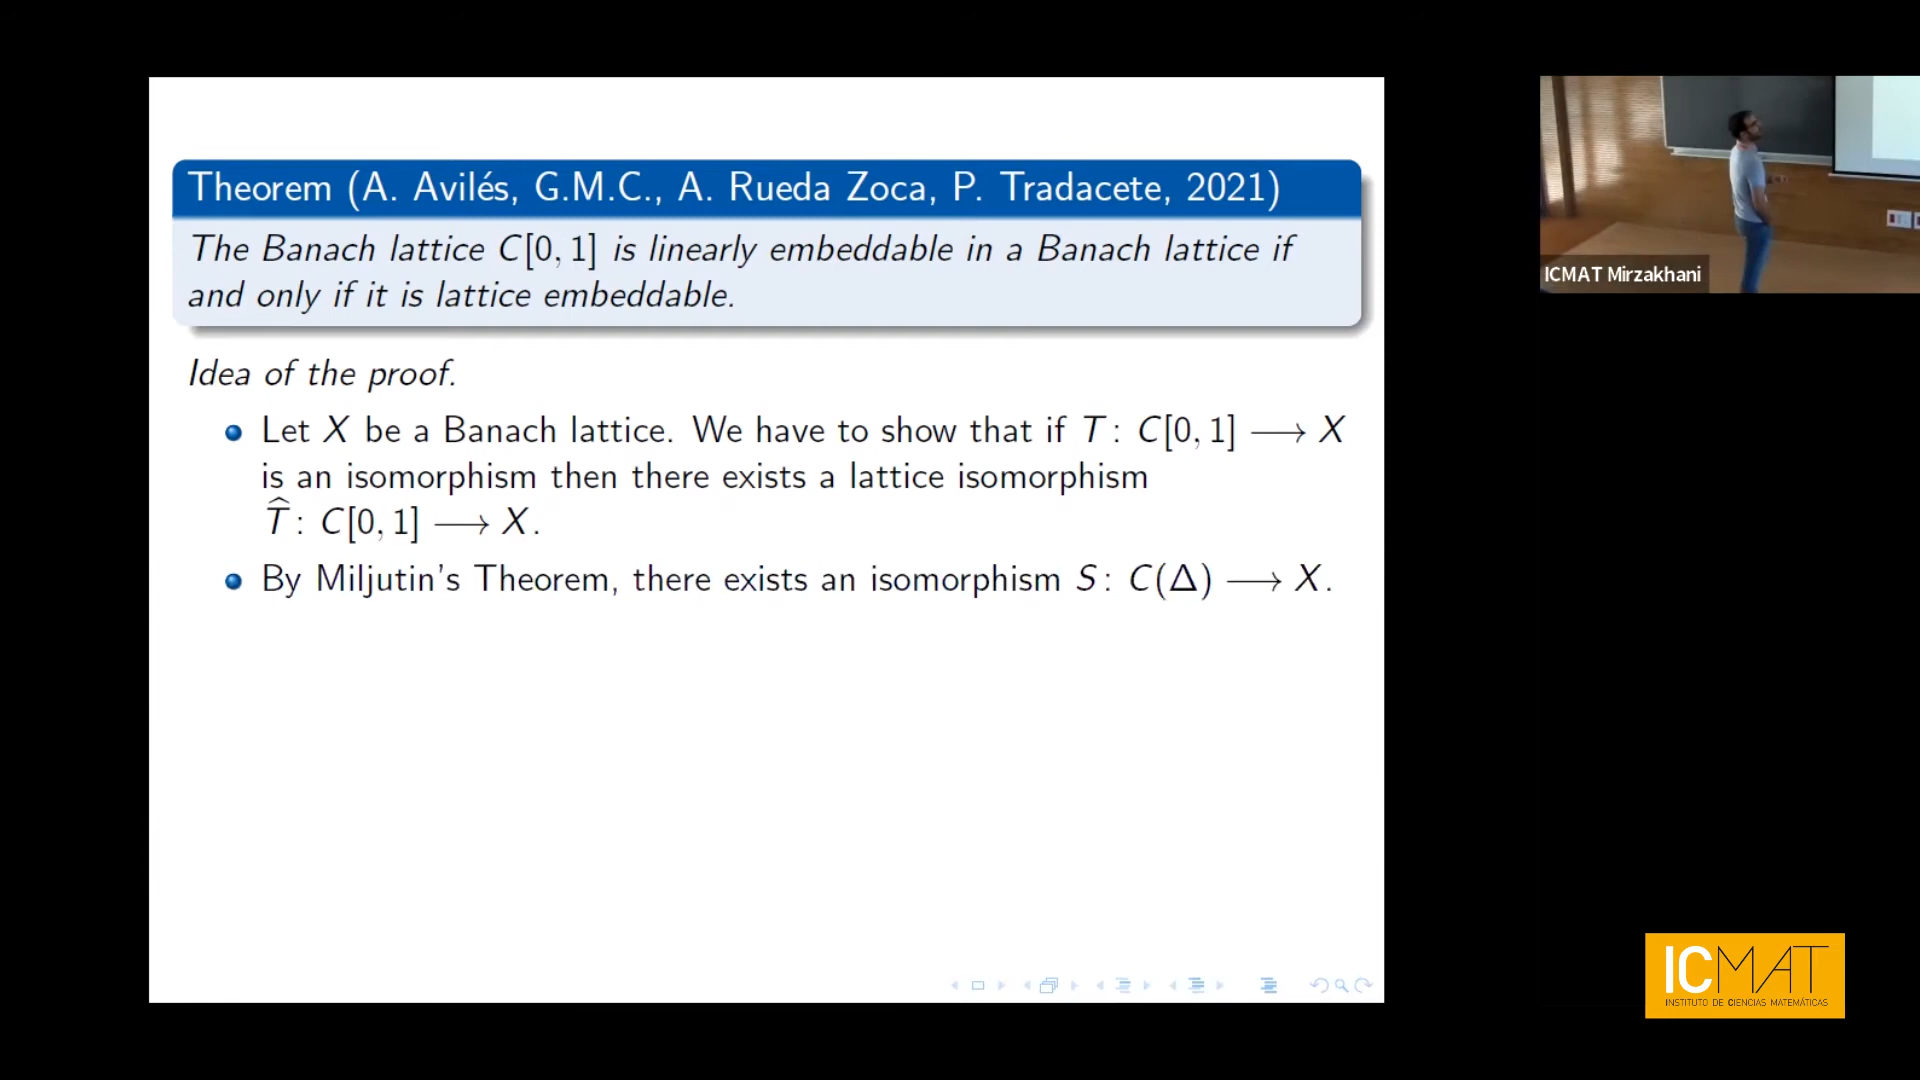 Theorem (A. Avilés, G.M.C., A. Rueda Zoca, P. Tradacete, 2021)
The Banach lattice C[0, 1] is linearly embeddable in a Banach lattice if
and only if it is lattice embeddable.
Idea of the proof.
Let X be a Banach lattice. We have to show that if T: C[0, 1] ⟶ X
is an isomorphism then there exists a lattice isomorphism
T̂: C[0, 1] ⟶ X.
By Miljutin's Theorem, there exists an isomorphism S: C(Δ) ⟶ X.
ICMAT Mirzakhani
ICMAT
INSTITUTO DE CIENCIAS MATEMÁTICAS